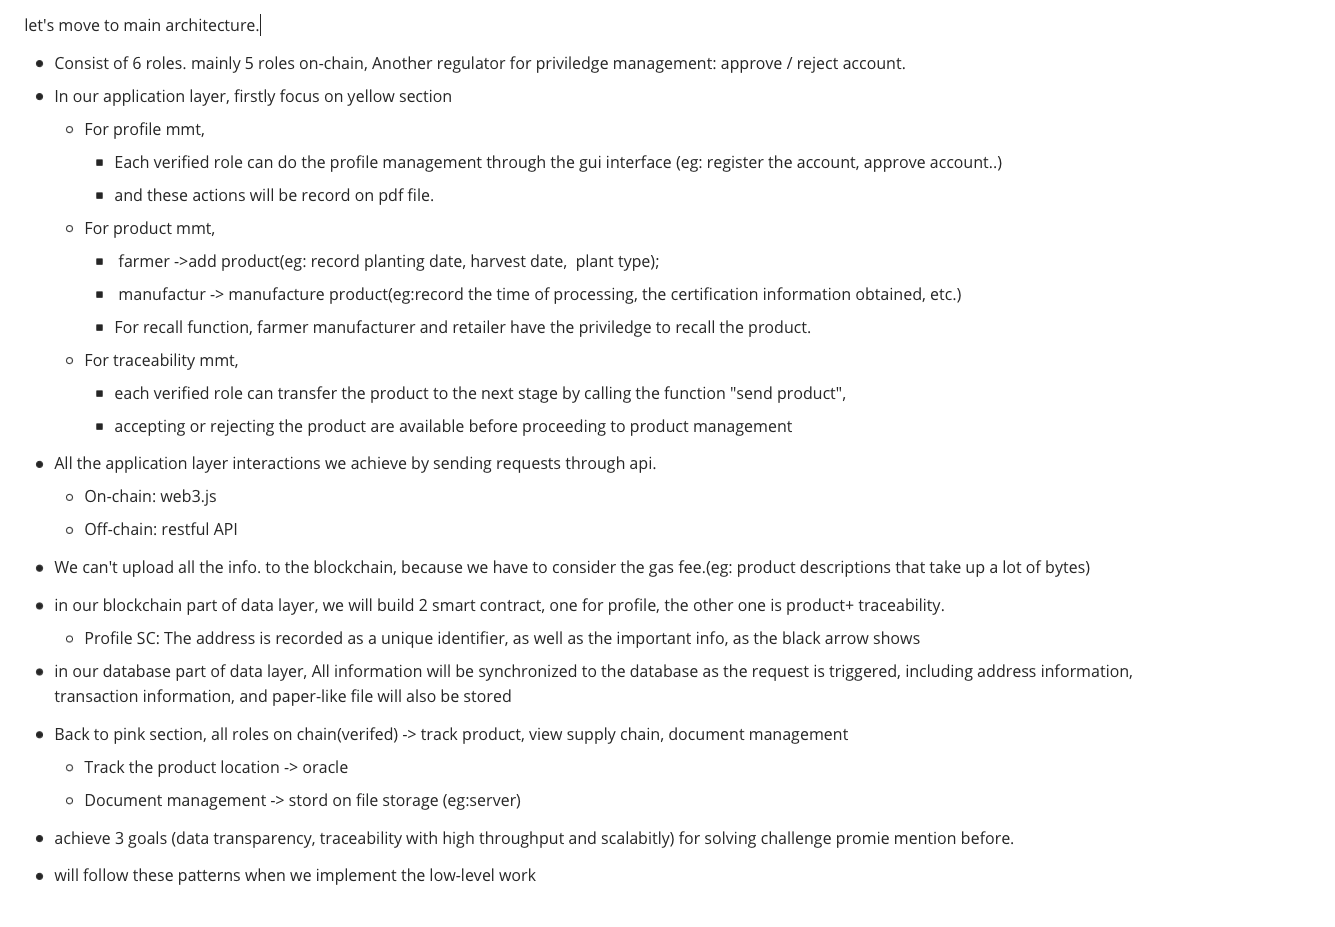 let's move to main architecture.
Consist of 6 roles. mainly 5 roles on-chain, Another regulator for priviledge management: approve / reject account.
In our application layer, firstly focus on yellow section
For profile mmt,
Each verified role can do the profile management through the gui interface (eg: register the account, approve account..)
and these actions will be record on pdf file.
For product mmt,
farmer ->add product(eg: record planting date, harvest date,  plant type);
manufactur -> manufacture product(eg:record the time of processing, the certification information obtained, etc.)
For recall function, farmer manufacturer and retailer have the priviledge to recall the product.
For traceability mmt,
each verified role can transfer the product to the next stage by calling the function "send product",
accepting or rejecting the product are available before proceeding to product management
All the application layer interactions we achieve by sending requests through api.
On-chain: web3.js
Off-chain: restful API
We can't upload all the info. to the blockchain, because we have to consider the gas fee.(eg: product descriptions that take up a lot of bytes)
in our blockchain part of data layer, we will build 2 smart contract, one for profile, the other one is product+ traceability.
Profile SC: The address is recorded as a unique identifier, as well as the important info, as the black arrow shows
in our database part of data layer, All information will be synchronized to the database as the request is triggered, including address information,
transaction information, and paper-like file will also be stored
Back to pink section, all roles on chain(verifed) -> track product, view supply chain, document management
Track the product location -> oracle
Document management -> stord on file storage (eg:server)
achieve 3 goals (data transparency, traceability with high throughput and scalabitly) for solving challenge promie mention before.
will follow these patterns when we implement the low-level work